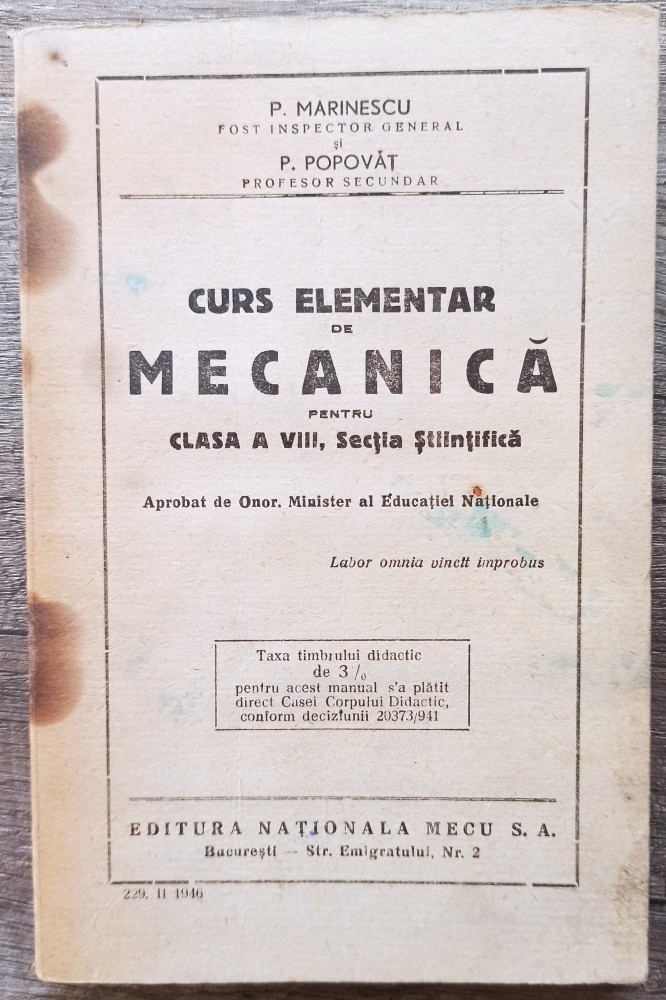 P. MARINESCU
FOST INSPECTOR GENERAL
și
P. POPOVĂȚ
PROFESOR SECUNDAR
CURS ELEMENTAR
DE
MECANICĂ
PENTRU
CLASA A VIII, Secția Științifică
Aprobat de Onor. Minister al Educației Naționale
Labor omnia vincit improbus
Taxa timbrului didactic
de 3 %
pentru acest manual s'a plătit
direct Casei Corpului Didactic,
conform deciziunii 20373/941
EDITURA NAȚIONALA MECU S. A.
București — Str. Emigratului, Nr. 2
229. II 1946